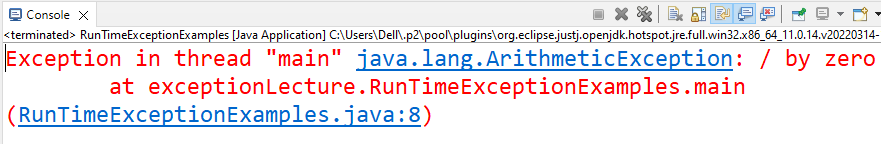 Console
<terminated> RunTimeExceptionExamples [Java Application] C:\Users\Dell\.p2\pool\plugins\org.eclipse.justj.openjdk.hotspot.jre.full.win32.x86_64_11.0.14.v20220314-
Exception in thread "main" java.lang.ArithmeticException: / by zero
at exceptionLecture.RunTimeExceptionExamples.main
(RunTimeExceptionExamples.java:8)